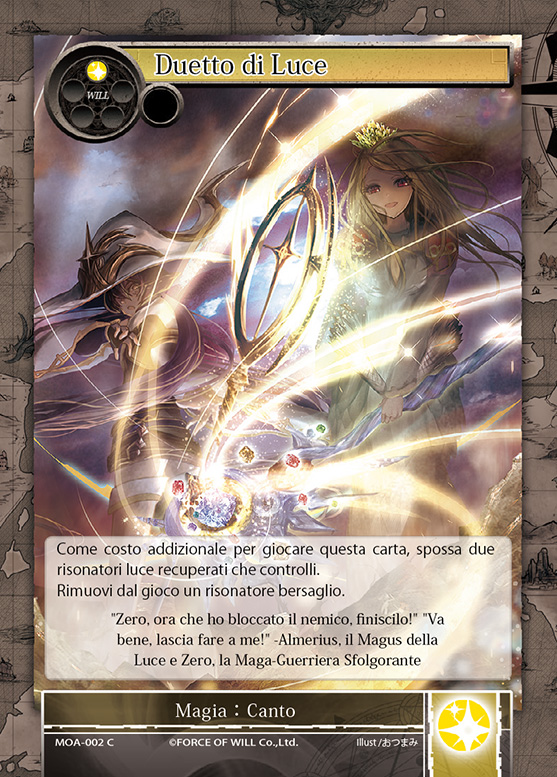 Duetto di Luce
WILL
Come costo addizionale per giocare questa carta, spossa due
risonatori luce recuperati che controlli.
Rimuovi dal gioco un risonatore bersaglio.
"Zero, ora che ho bloccato il nemico, finiscilo!" "Va
bene, lascia fare a me!" -Almerius, il Magus della
Luce e Zero, la Maga-Guerriera Sfolgorante
Magia : Canto
MOA-002 C ©FORCE OF WILL Co.,Ltd. Illust /おつまみ